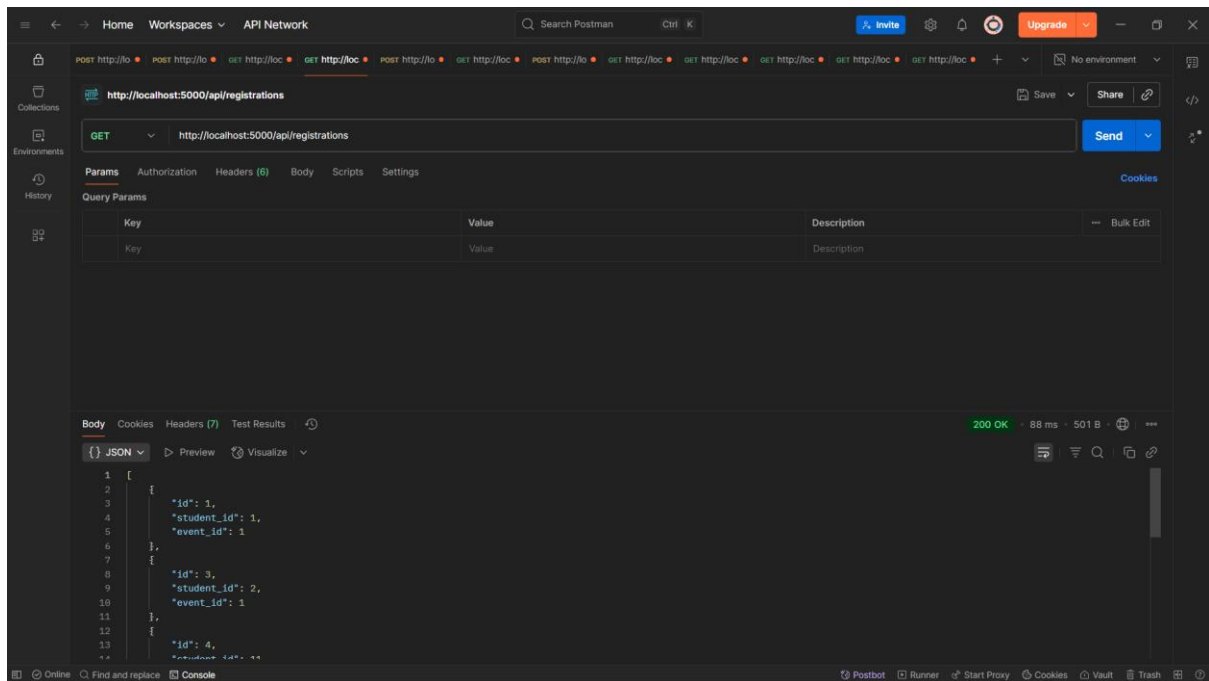 Home Workspaces API Network Search Postman Ctrl K Invite Upgrade
POST http://lo POST http://lo GET http://loc GET http://loc POST http://lo GET http://loc POST http://lo GET http://loc GET http://loc GET http://loc GET http://loc GET http://loc + No environment
Collections
Environments
History
HTTP http://localhost:5000/api/registrations Save Share
GET http://localhost:5000/api/registrations Send
Params Authorization Headers (6) Body Scripts Settings Cookies
Query Params
Key Value Description Bulk Edit
Key Value Description
Body Cookies Headers (7) Test Results 200 OK 88 ms 501 B
{} JSON Preview Visualize
1 [
2 {
3 "id": 1,
4 "student_id": 1,
5 "event_id": 1
6 },
7 {
8 "id": 3,
9 "student_id": 2,
10 "event_id": 1
11 },
12 {
13 "id": 4,
14 "student_id": 11
Online Find and replace Console Postbot Runner Start Proxy Cookies Vault Trash